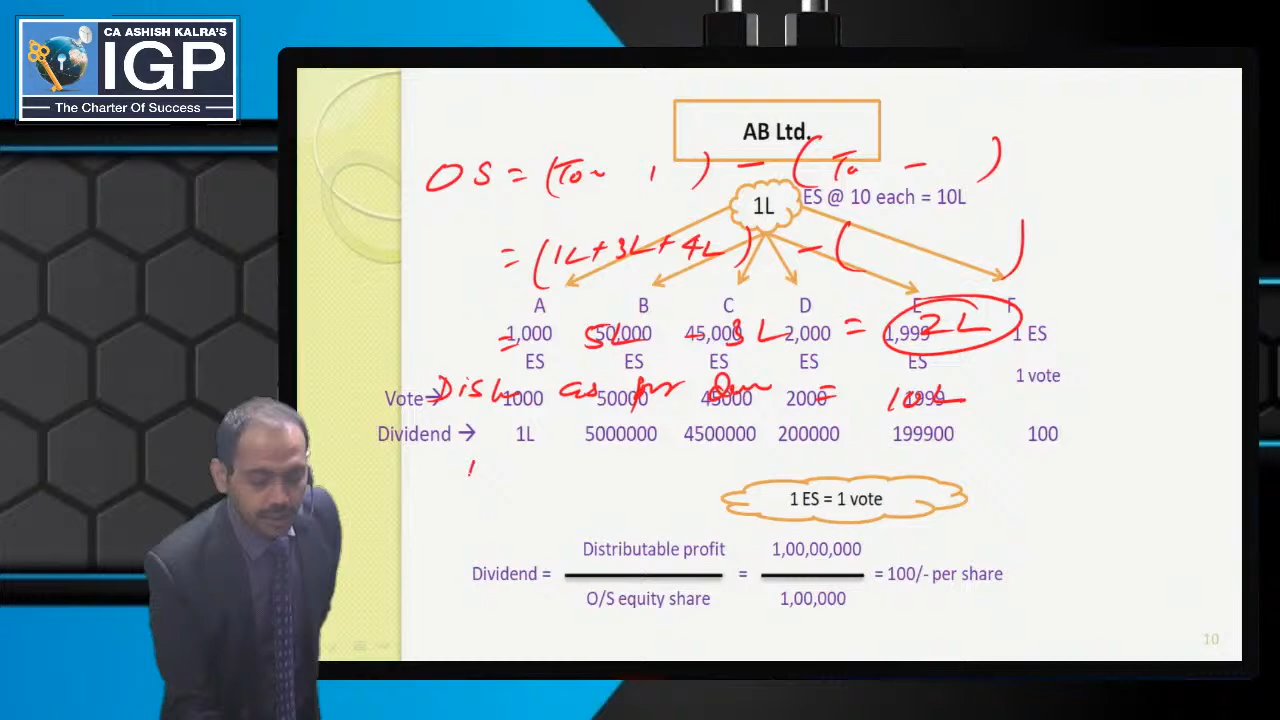 CA ASHISH KALRA'S
IGP
The Charter Of Success
AB Ltd.
OS = ( ) - ( )
1L ES @ 10 each = 10L
= (1L + 3L + 4L) - ( )
A B C D E F
1,000 50,000 45,000 2,000 1,999 1 ES
= 5L - 3L = 2L
ES ES ES ES ES
1 vote
as per = 10L
Vote→ 1000 50000 45000 2000 1999
Dividend → 1L 5000000 4500000 200000 199900 100
1 ES = 1 vote
Distributable profit 1,00,00,000
Dividend = = = 100/- per share
O/S equity share 1,00,000
10